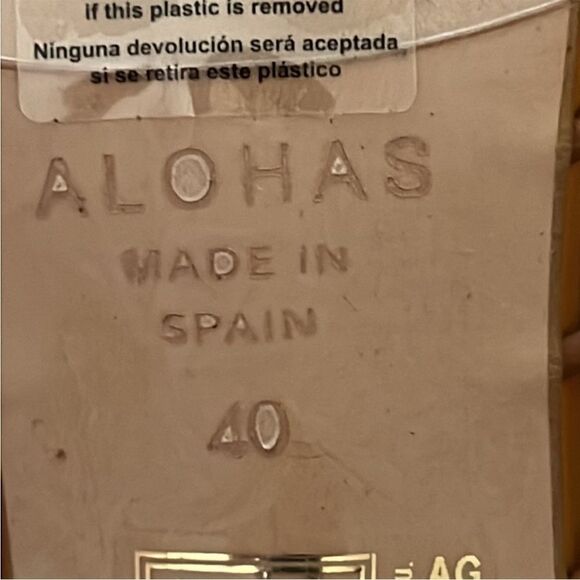 if this plastic is removed
Ninguna devolución será aceptada
si se retira este plástico
ALOHAS
MADE IN
SPAIN
40
AG